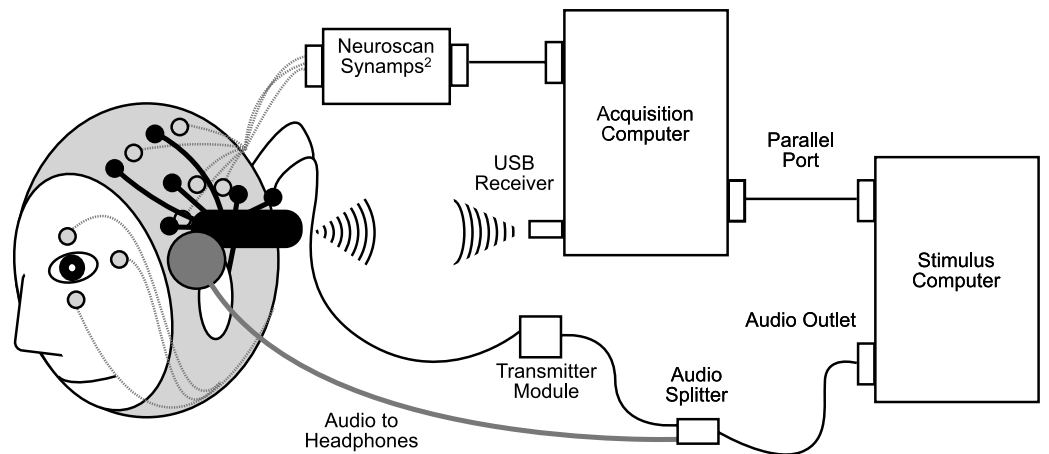 Neuroscan
Synamps²
Acquisition
Computer
USB
Receiver
Parallel
Port
Stimulus
Computer
Audio Outlet
Transmitter
Module
Audio
Splitter
Audio to
Headphones